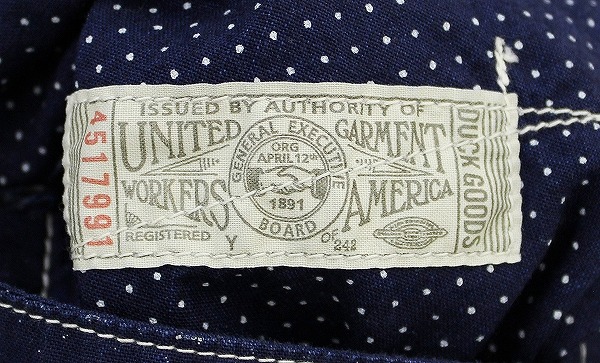 ISSUED BY AUTHORITY OF
UNITED GARMENT
WORKERS OF AMERICA
GENERAL EXECUTIVE
BOARD
ORG
APRIL 12th
1891
REGISTERED Y
242
4517991
DUCK GOODS